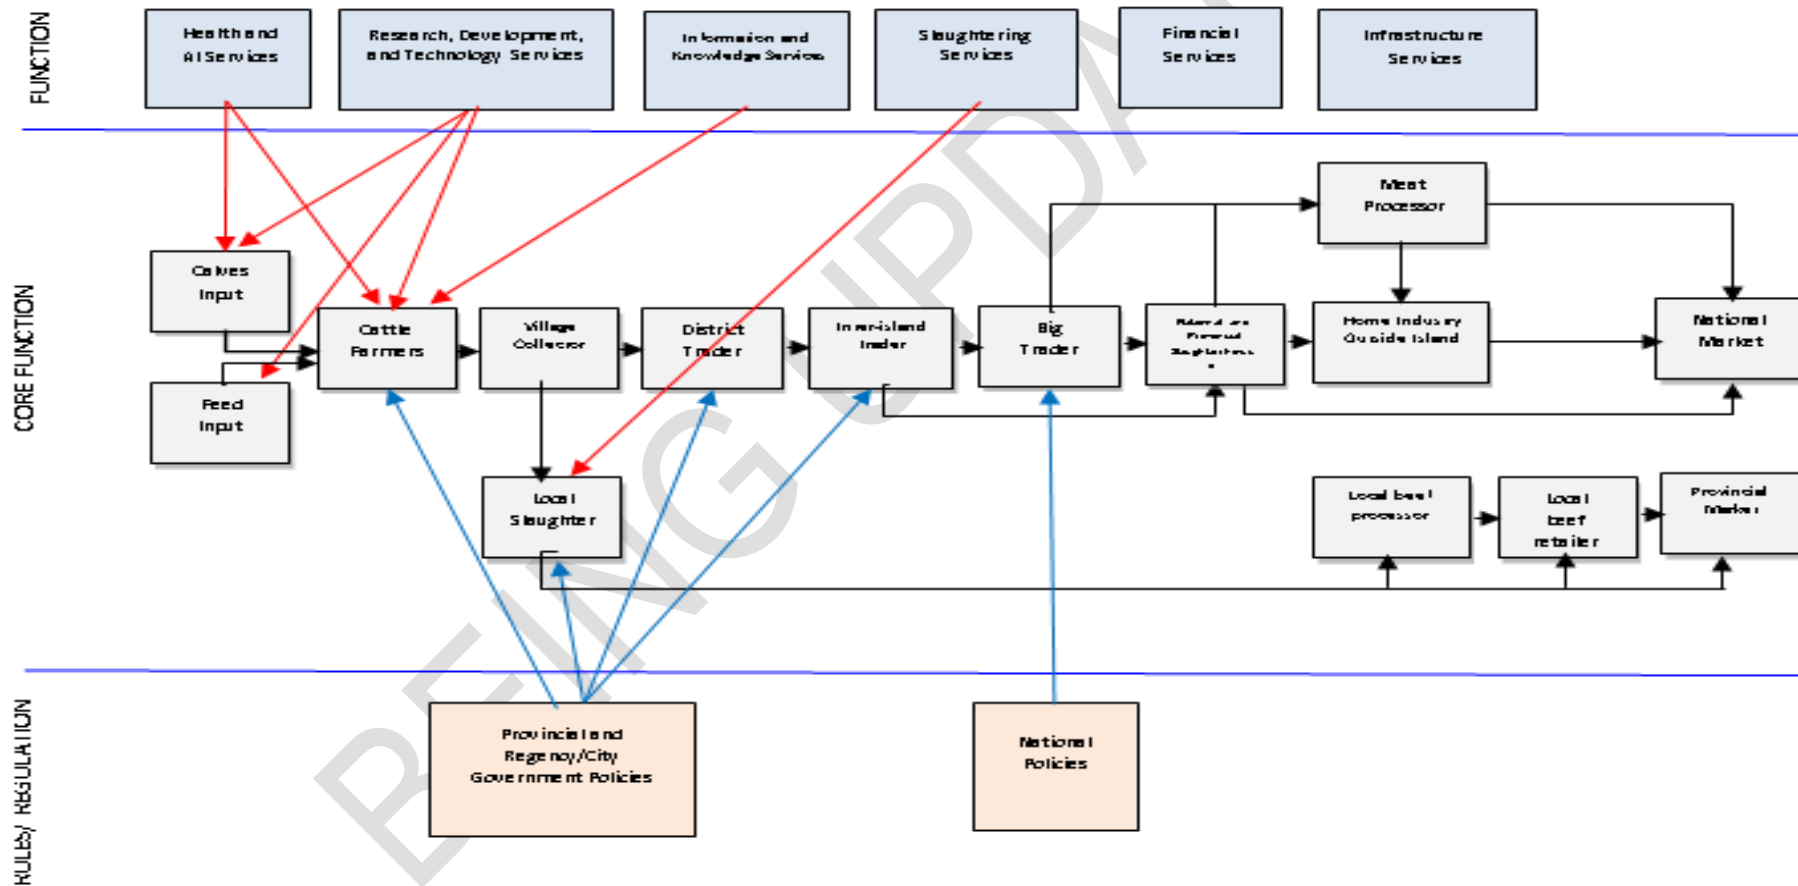 FUNCTION
Health and
AI Services
Research, Development,
and Technology Services
Information and
Knowledge Services
Slaughtering
Services
Financial
Services
Infrastructure
Services
CORE FUNCTION
Meat
Processor
Calves
Input
Cattle
Farmers
Village
Collector
District
Trader
Inter-island
Trader
Big
Trader
Home Industry
Outside Island
National
Market
Feed
Input
Local
Slaughter
Local beef
processor
Local
beef
retailer
Provincial
Market
RULES/ REGULATION
Provincial and
Regency/City
Government Policies
National
Policies
BEING UPDA